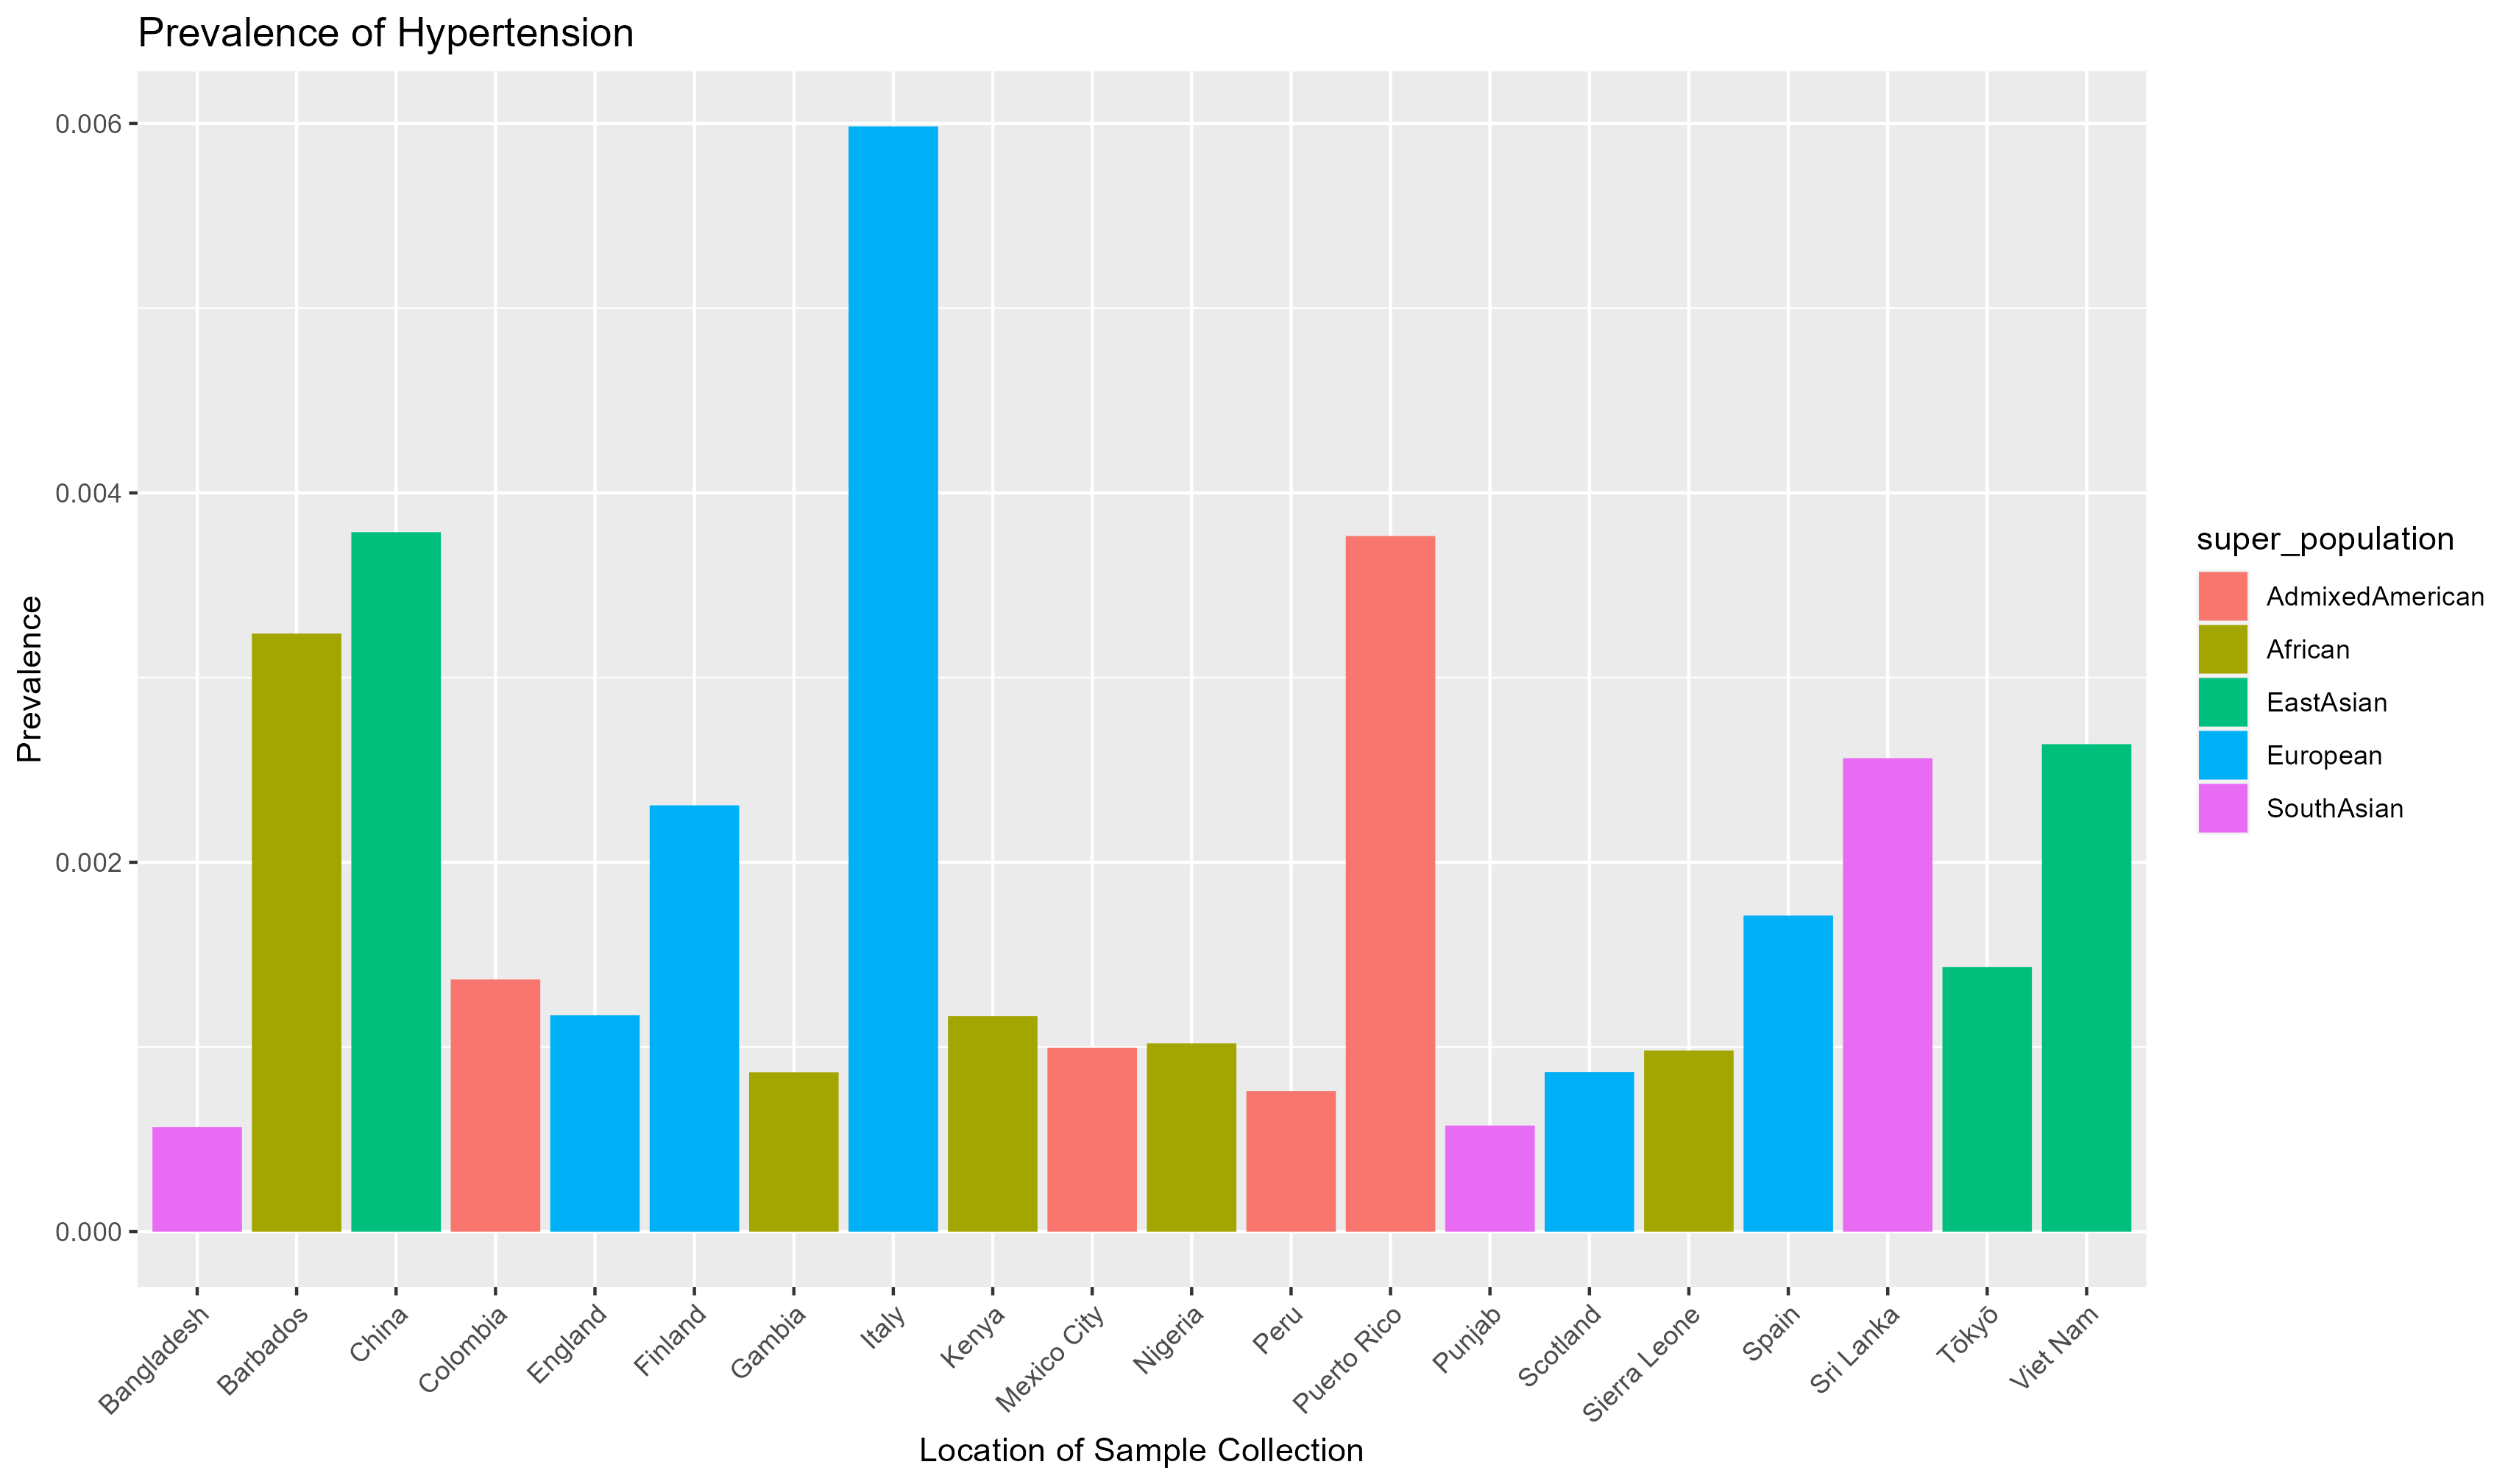 Prevalence of Hypertension
0.006
0.004
0.002
0.000
Prevalence
Bangladesh
Barbados
China
Colombia
England
Finland
Gambia
Italy
Kenya
Mexico City
Nigeria
Peru
Puerto Rico
Punjab
Scotland
Sierra Leone
Spain
Sri Lanka
Tōkyō
Viet Nam
Location of Sample Collection
super_population
AdmixedAmerican
African
EastAsian
European
SouthAsian